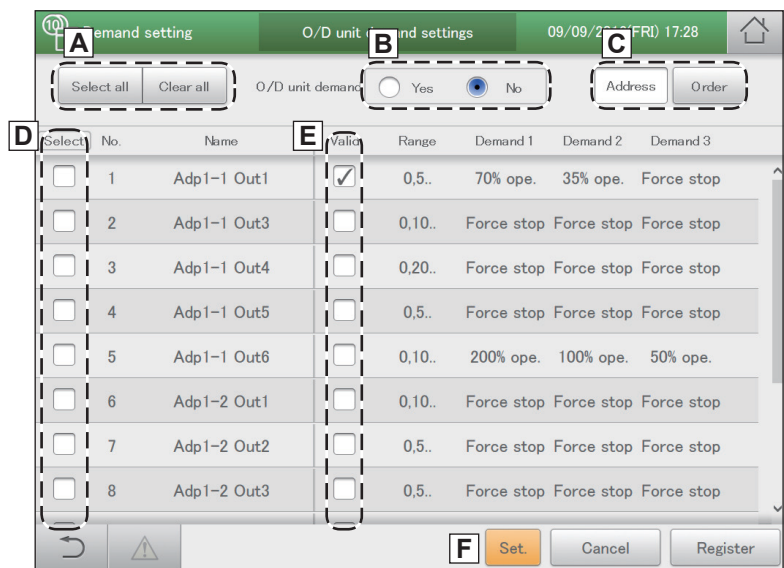 10 Demand setting O/D unit demand settings 09/09/2016(FRI) 17:28
A B C
Select all Clear all O/D unit demand Yes No Address Order
D E
Select No. Name Valid Range Demand 1 Demand 2 Demand 3
1 Adp1-1 Out1 ✓ 0,5.. 70% ope. 35% ope. Force stop
2 Adp1-1 Out3 0,10.. Force stop Force stop Force stop
3 Adp1-1 Out4 0,20.. Force stop Force stop Force stop
4 Adp1-1 Out5 0,5.. Force stop Force stop Force stop
5 Adp1-1 Out6 0,10.. 200% ope. 100% ope. 50% ope.
6 Adp1-2 Out1 0,10.. Force stop Force stop Force stop
7 Adp1-2 Out2 0,5.. Force stop Force stop Force stop
8 Adp1-2 Out3 0,5.. Force stop Force stop Force stop
F Set. Cancel Register